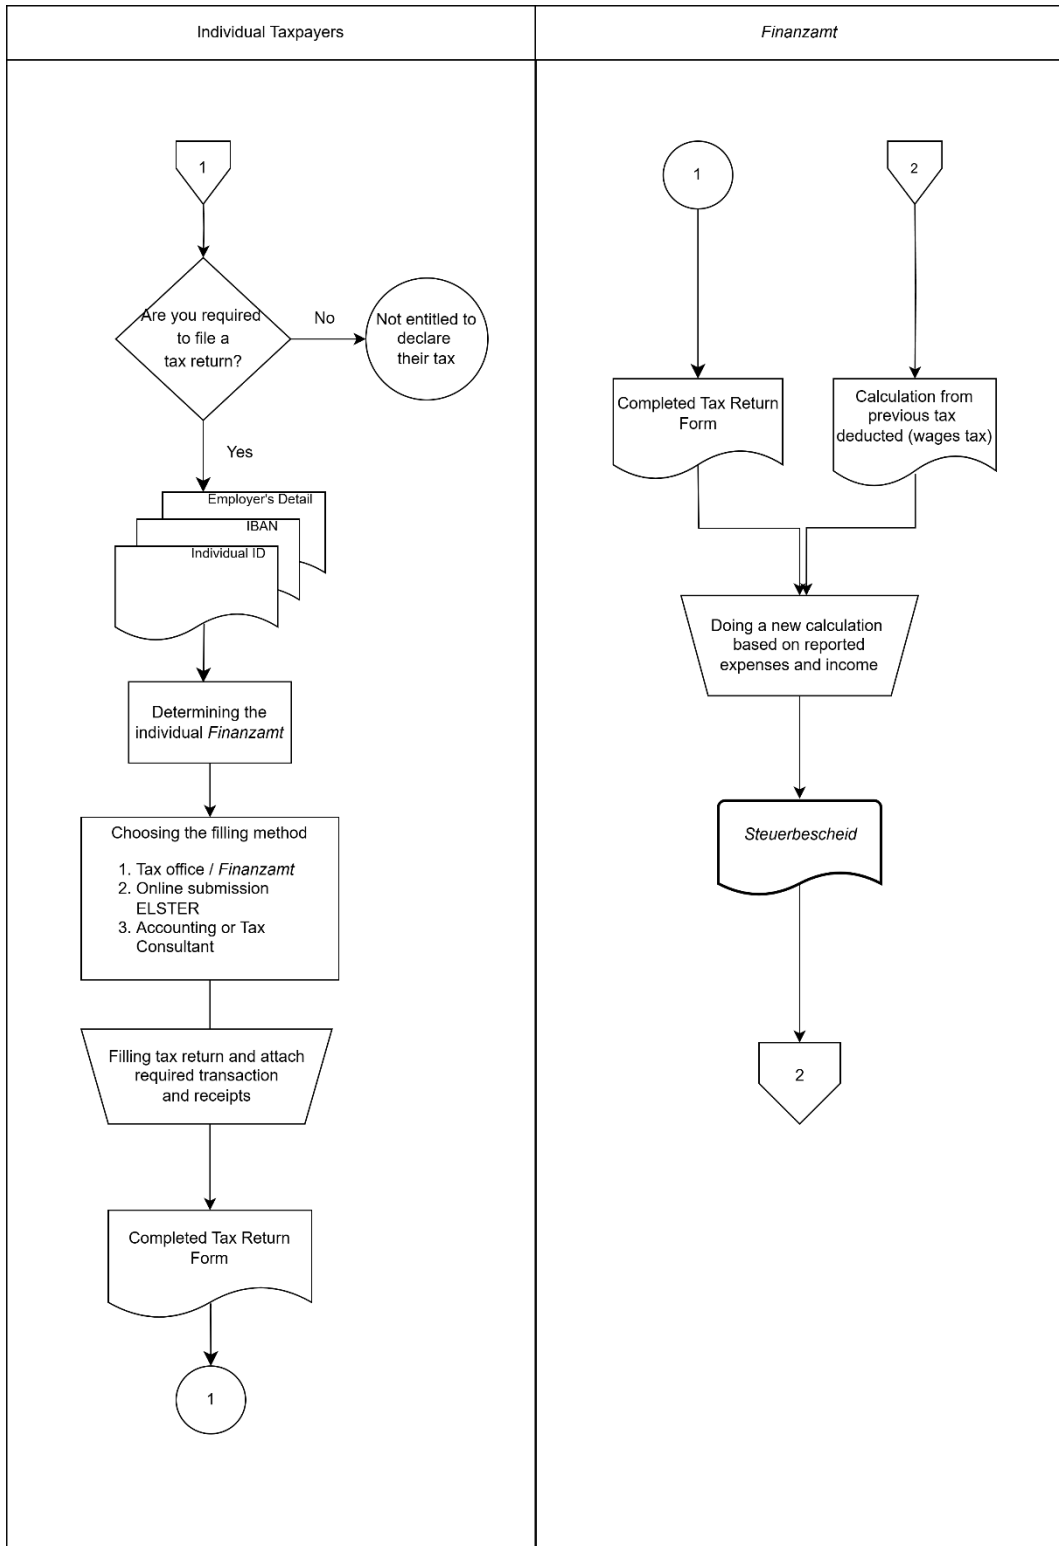 Individual Taxpayers
Finanzamt
1
Are you required
to file a
tax return?
No
Not entitled to
declare
their tax
Yes
Employer's Detail
IBAN
Individual ID
Determining the
individual Finanzamt
Choosing the filling method
1. Tax office / Finanzamt
2. Online submission
ELSTER
3. Accounting or Tax
Consultant
Filling tax return and attach
required transaction
and receipts
Completed Tax Return
Form
1
1
2
Completed Tax Return
Form
Calculation from
previous tax
deducted (wages tax)
Doing a new calculation
based on reported
expenses and income
Steuerbescheid
2